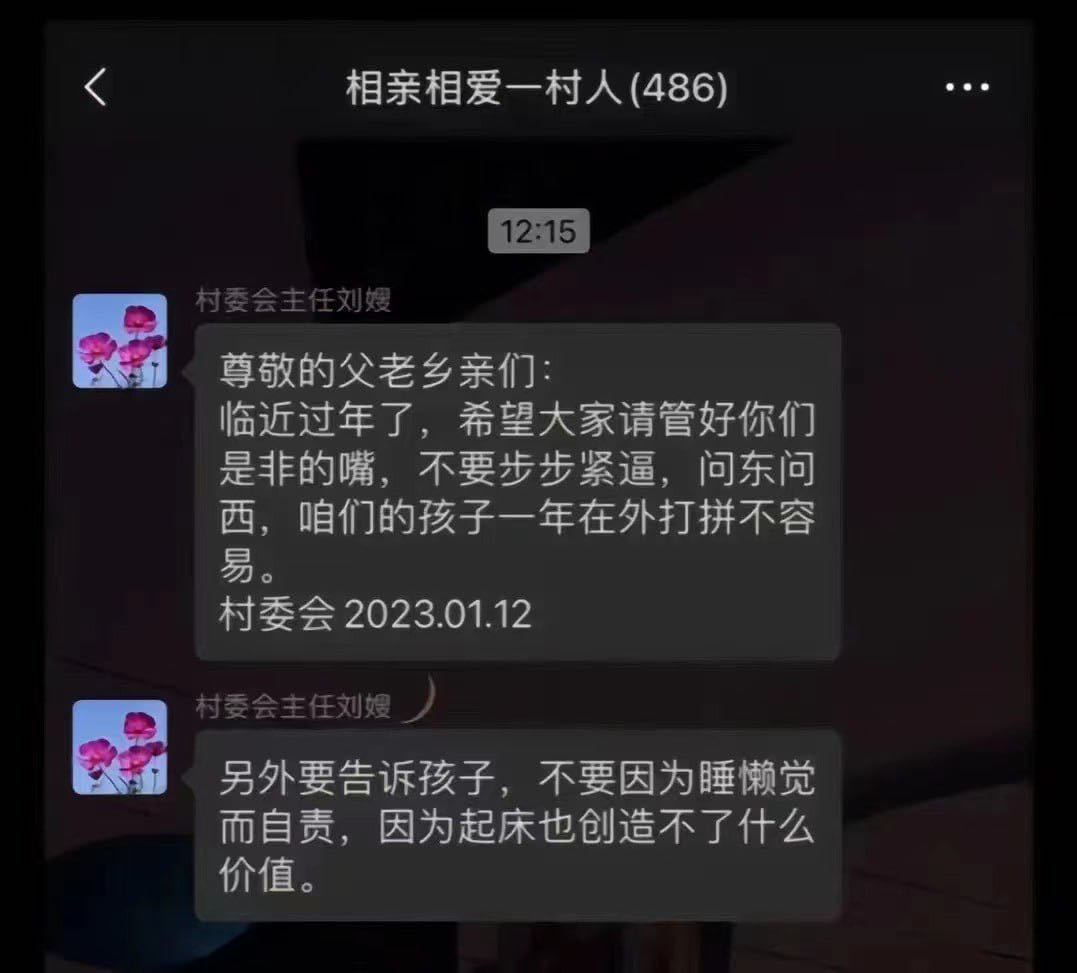 相亲相爱一村人(486)
12:15
村委会主任刘嫂
尊敬的父老乡亲们：
临近过年了，希望大家请管好你们
是非的嘴，不要步步紧逼，问东问
西，咱们的孩子一年在外打拼不容
易。
村委会 2023.01.12
村委会主任刘嫂
另外要告诉孩子，不要因为睡懒觉
而自责，因为起床也创造不了什么
价值。